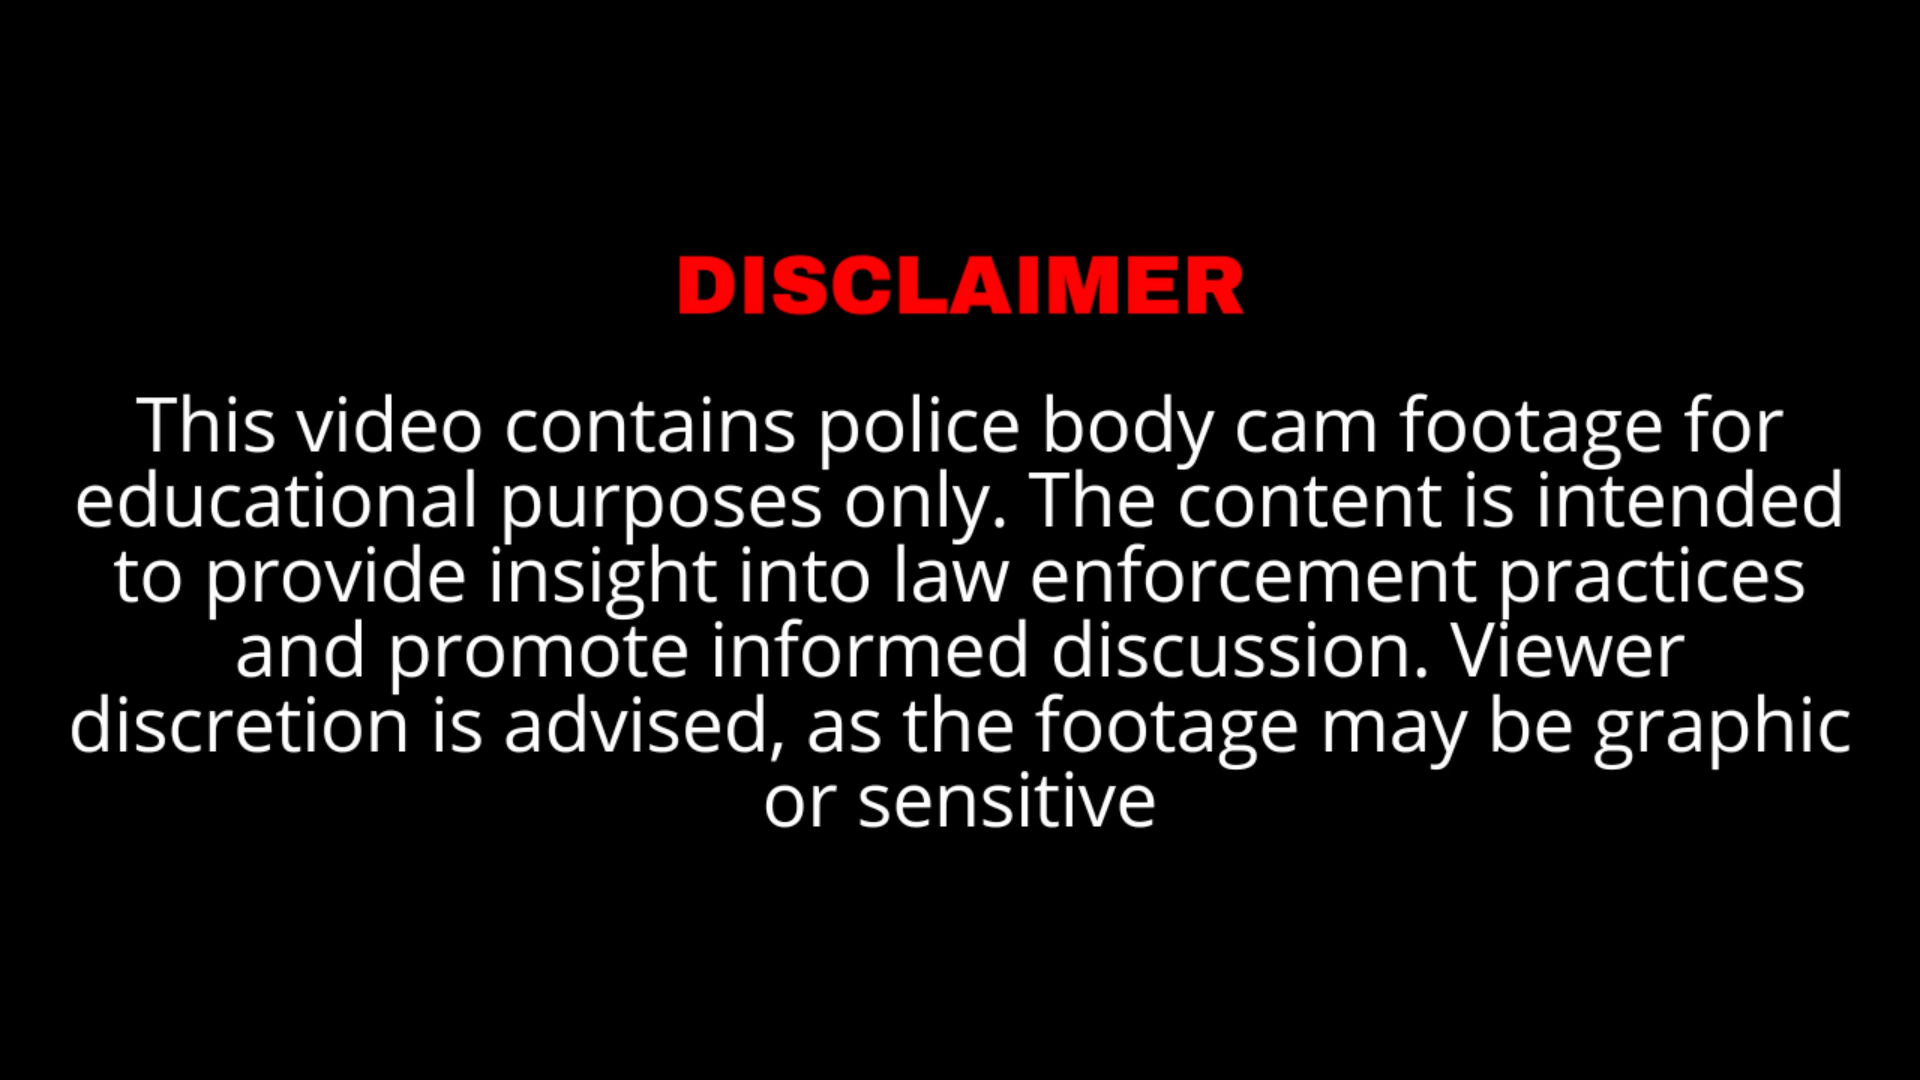 DISCLAIMER
This video contains police body cam footage for
educational purposes only. The content is intended
to provide insight into law enforcement practices
and promote informed discussion. Viewer
discretion is advised, as the footage may be graphic
or sensitive